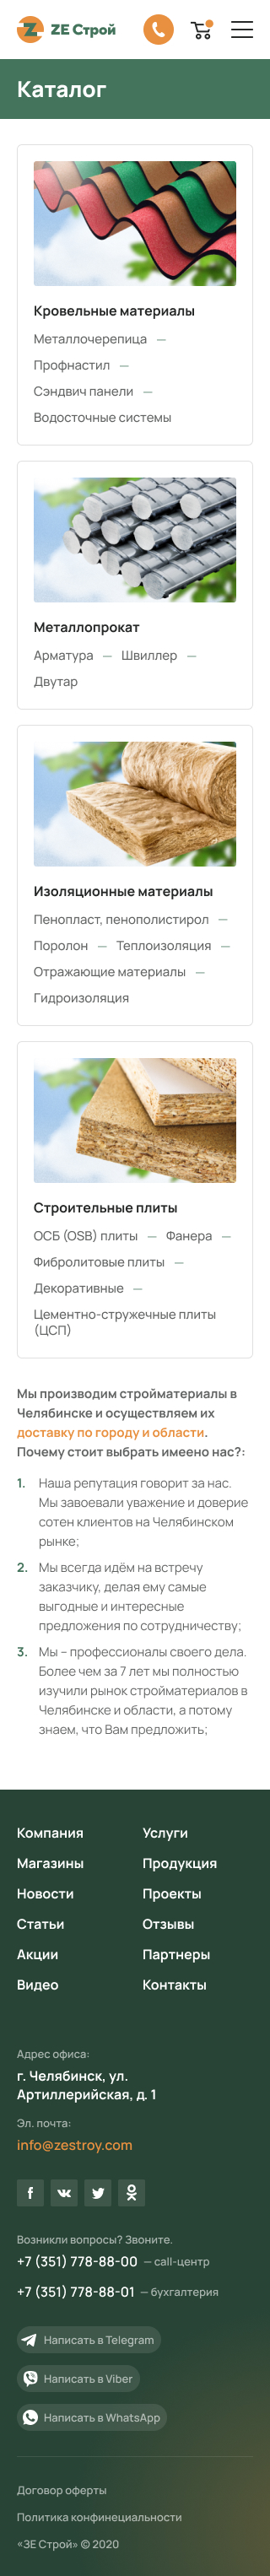 ZE Строй
Каталог
Кровельные материалы
Металлочерепица —
Профнастил —
Сэндвич панели —
Водосточные системы
Металлопрокат
Арматура — Швиллер —
Двутар
Изоляционные материалы
Пенопласт, пенополистирол —
Поролон — Теплоизоляция —
Отражающие материалы —
Гидроизоляция
Строительные плиты
ОСБ (OSB) плиты — Фанера —
Фибролитовые плиты —
Декоративные —
Цементно-стружечные плиты
(ЦСП)
Мы производим стройматериалы в
Челябинске и осуществляем их
доставку по городу и области.
Почему стоит выбрать имеено нас?:
1. Наша репутация говорит за нас.
Мы завоевали уважение и доверие
сотен клиентов на Челябинском
рынке;
2. Мы всегда идём на встречу
заказчику, делая ему самые
выгодные и интересные
предложения по сотрудничеству;
3. Мы – профессионалы своего дела.
Более чем за 7 лет мы полностью
изучили рынок стройматериалов в
Челябинске и области, а потому
знаем, что Вам предложить;
Компания Услуги
Магазины Продукция
Новости Проекты
Статьи Отзывы
Акции Партнеры
Видео Контакты
Адрес офиса:
г. Челябинск, ул.
Артиллерийская, д. 1
Эл. почта:
info@zestroy.com
Возникли вопросы? Звоните.
+7 (351) 778-88-00 — call-центр
+7 (351) 778-88-01 — бухгалтерия
Написать в Telegram
Написать в Viber
Написать в WhatsApp
Договор оферты
Политика конфинециальности
«ЗЕ Строй» © 2020